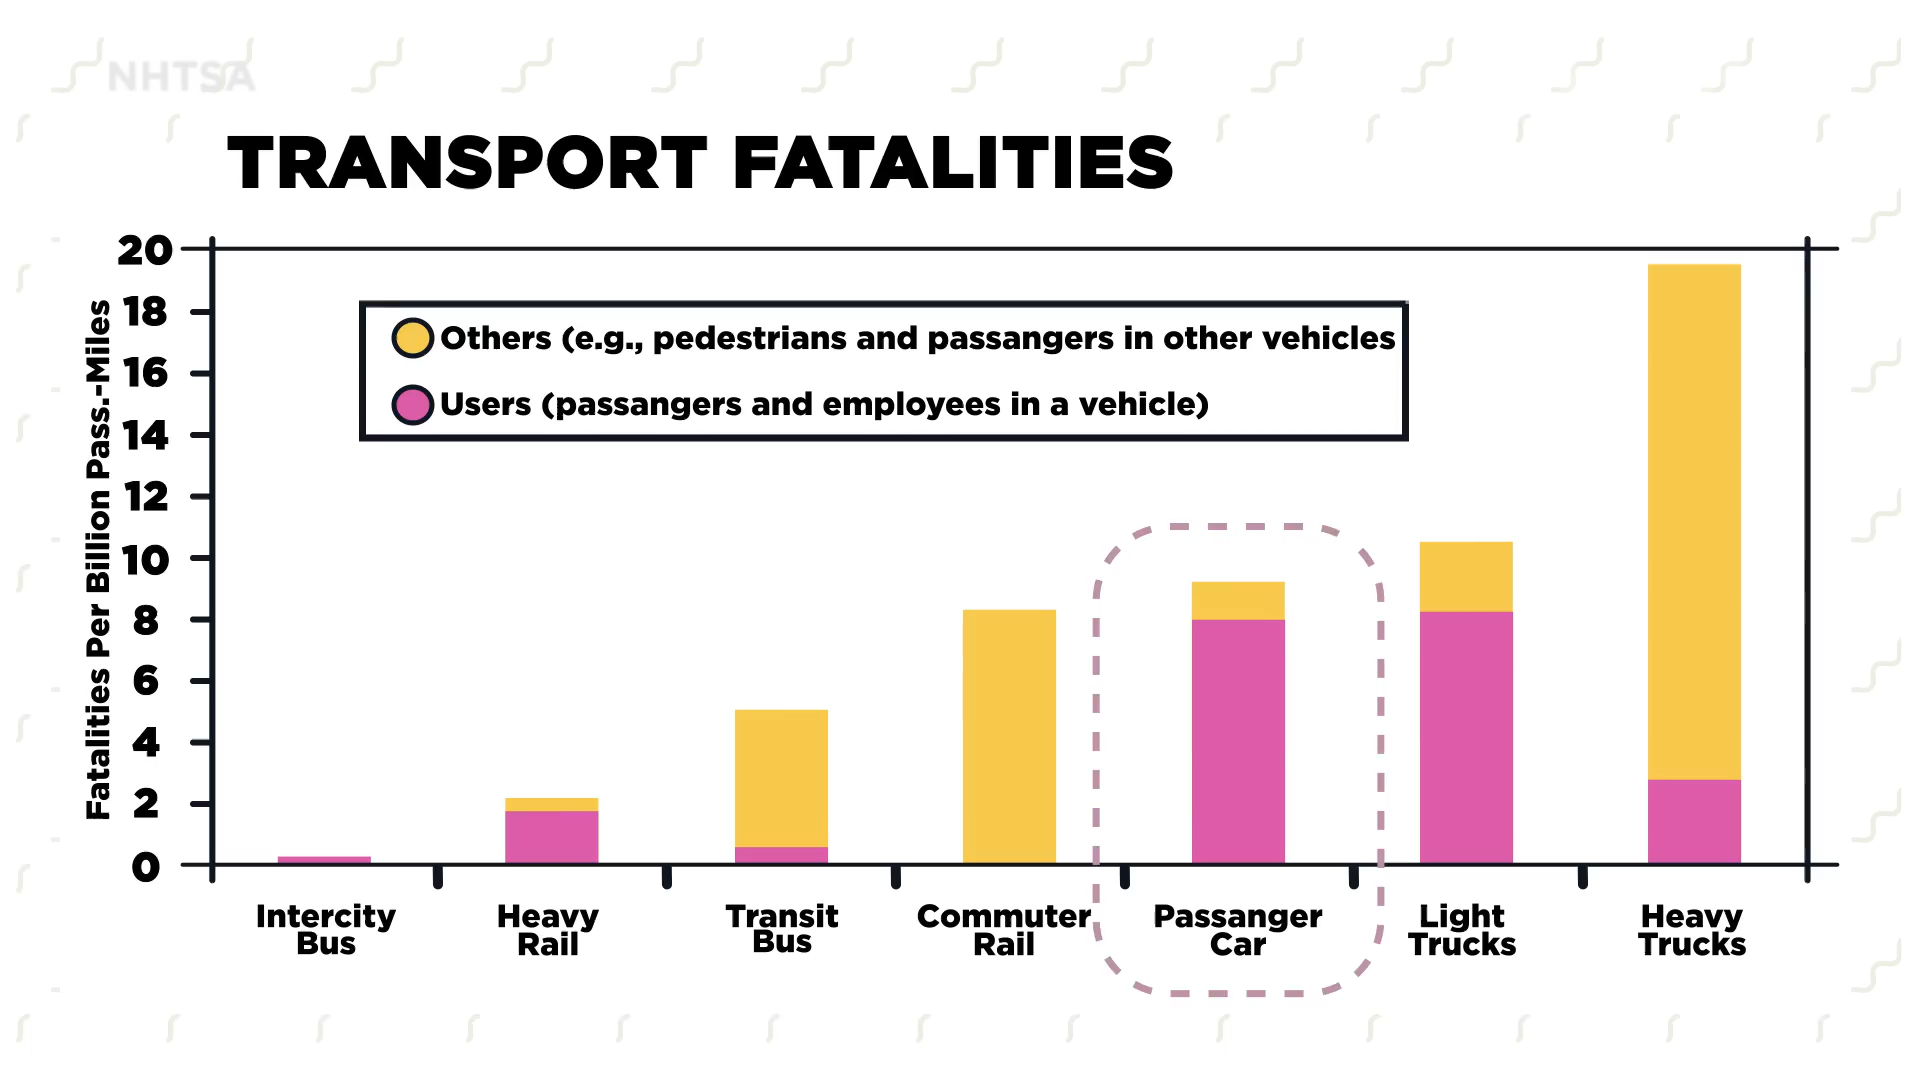 NHTSA
TRANSPORT FATALITIES
20
18
16
14
12
10
8
6
4
2
0
Fatalities Per Billion Pass.-Miles
Others (e.g., pedestrians and passangers in other vehicles
Users (passangers and employees in a vehicle)
Intercity
Bus
Heavy
Rail
Transit
Bus
Commuter
Rail
Passanger
Car
Light
Trucks
Heavy
Trucks